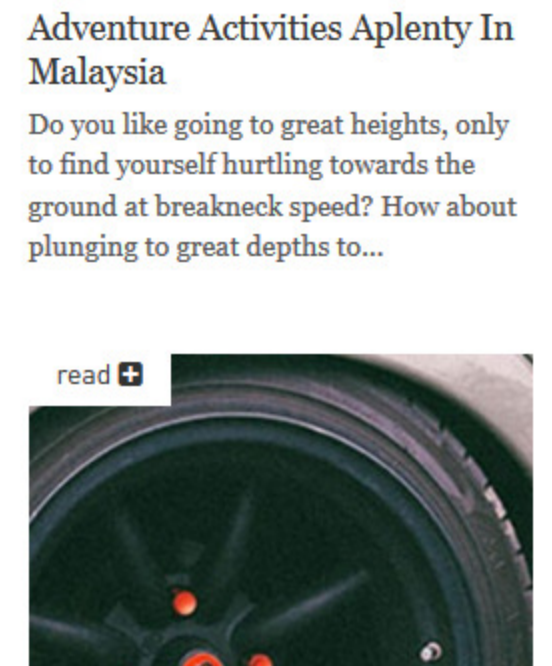 Adventure Activities Aplenty In
Malaysia
Do you like going to great heights, only
to find yourself hurtling towards the
ground at breakneck speed? How about
plunging to great depths to...
read